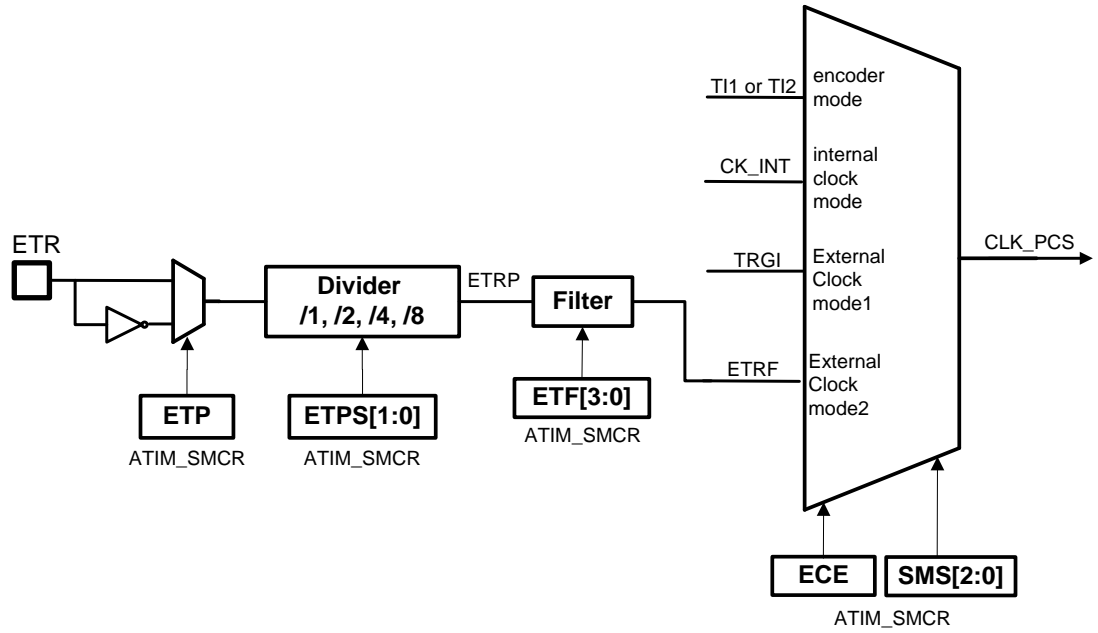 TI1 or TI2
encoder
mode
CK_INT
internal
clock
mode
TRGI
External
Clock
mode1
ETRF
External
Clock
mode2
CLK_PCS
ETR
Divider
/1, /2, /4, /8
ETRP
Filter
ETP
ATIM_SMCR
ETPS[1:0]
ATIM_SMCR
ETF[3:0]
ATIM_SMCR
ECE
SMS[2:0]
ATIM_SMCR